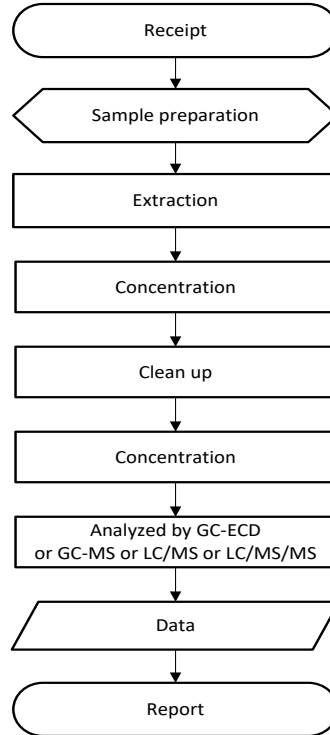 Receipt
Sample preparation
Extraction
Concentration
Clean up
Concentration
Analyzed by GC-ECD
or GC-MS or LC/MS or LC/MS/MS
Data
Report